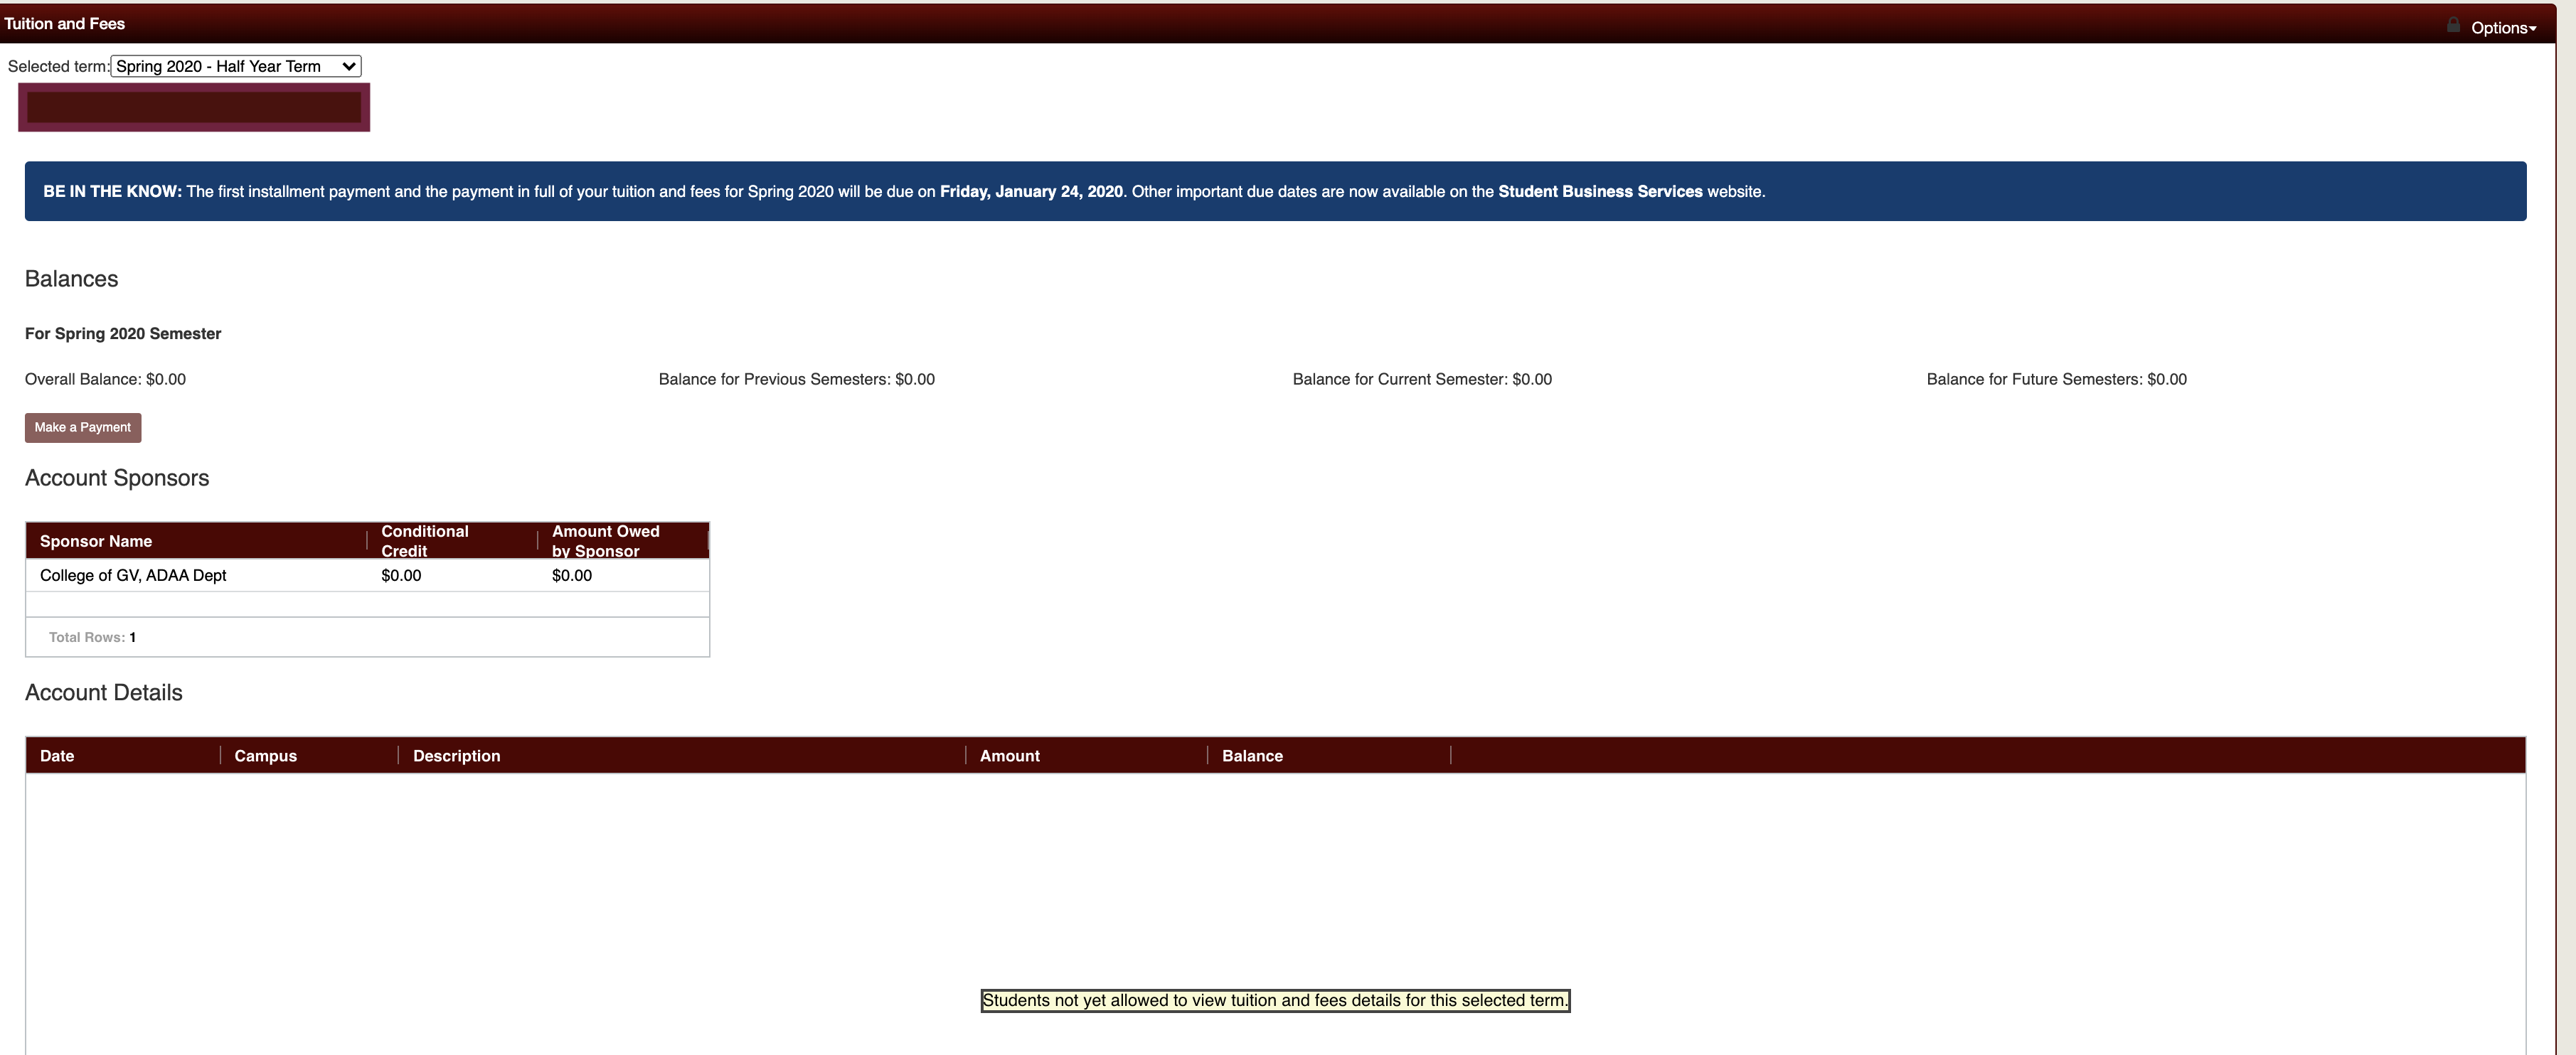 Tuition and Fees
Options
Selected term: Spring 2020 - Half Year Term
BE IN THE KNOW: The first installment payment and the payment in full of your tuition and fees for Spring 2020 will be due on Friday, January 24, 2020. Other important due dates are now available on the Student Business Services website.
Balances
For Spring 2020 Semester
Overall Balance: $0.00 Balance for Previous Semesters: $0.00 Balance for Current Semester: $0.00 Balance for Future Semesters: $0.00
Make a Payment
Account Sponsors
Sponsor Name Conditional Credit Amount Owed by Sponsor
College of GV, ADAA Dept $0.00 $0.00
Total Rows: 1
Account Details
Date Campus Description Amount Balance
Students not yet allowed to view tuition and fees details for this selected term.